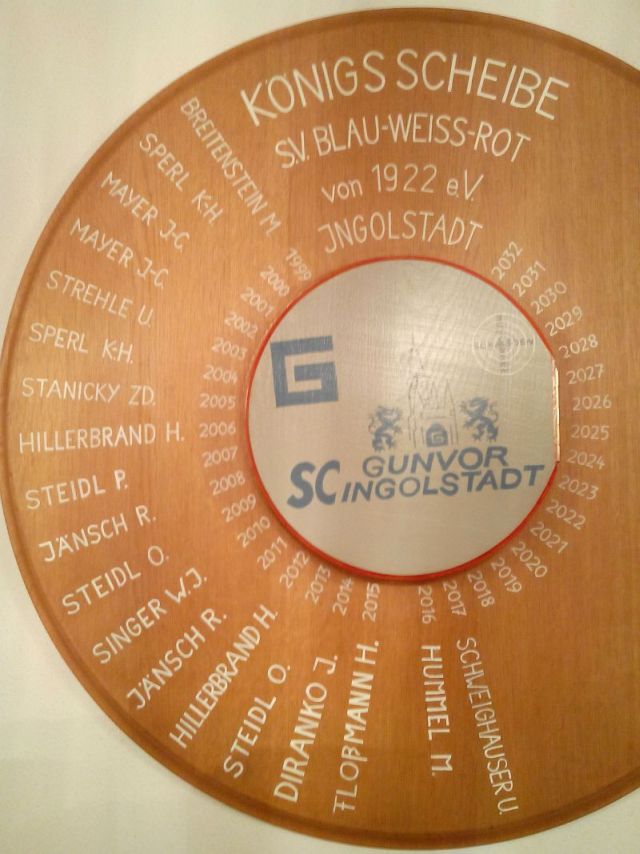 KÖNIGS SCHEIBE
S.V. BLAU-WEISS-ROT
von 1922 e.V.
JNGOLSTADT
BREITENSTEIN M. 1999
SPERL K-H. 2000
MAYER J-C. 2001
MAYER J-C. 2002
STREHLE U. 2003
SPERL K-H. 2004
STANICKY ZD. 2005
HILLERBRAND H. 2006
STEIDL P. 2007
JÄNSCH R. 2008
STEIDL O. 2009
SINGER W.J. 2010
JÄNSCH R. 2011
HILLERBRAND H. 2012
STEIDL O. 2013
DIRANKO J. 2014
FLOßMANN H. 2015
HUMMEL M. 2016
SCHWEIGHAUSER U. 2017
2018
2019
2020
2021
2022
2023
2024
2025
2026
2027
2028
2029
2030
2031
2032
G
G
GUNVOR
SC INGOLSTADT